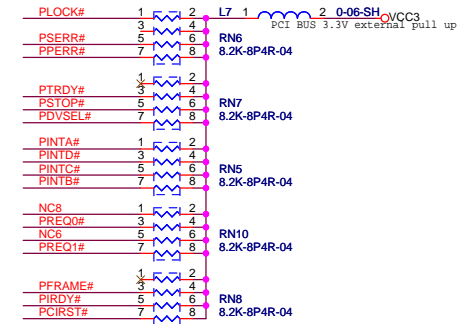 PLOCK# 1 2 L7 1 2 0-06-SH VCC3
3 4 PCI BUS 3.3V external pull up
PSERR# 5 6 RN6
PPERR# 7 8 8.2K-8P4R-04
1 2
PTRDY# 3 4
PSTOP# 5 6 RN7
PDVSEL# 7 8 8.2K-8P4R-04
PINTA# 1 2
PINTD# 3 4
PINTC# 5 6 RN5
PINTB# 7 8 8.2K-8P4R-04
NC8 1 2
PREQ0# 3 4
NC6 5 6 RN10
PREQ1# 7 8 8.2K-8P4R-04
1 2
PFRAME# 3 4
PIRDY# 5 6 RN8
PCIRST# 7 8 8.2K-8P4R-04